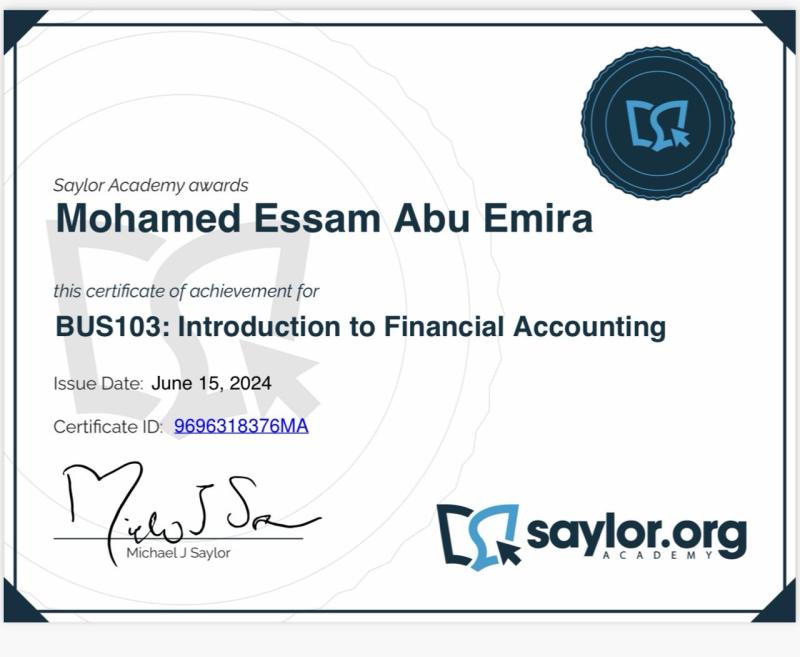 Saylor Academy awards
Mohamed Essam Abu Emira
this certificate of achievement for
BUS103: Introduction to Financial Accounting
Issue Date: June 15, 2024
Certificate ID: 9696318376MA
Michael J Saylor
saylor.org
ACADEMY